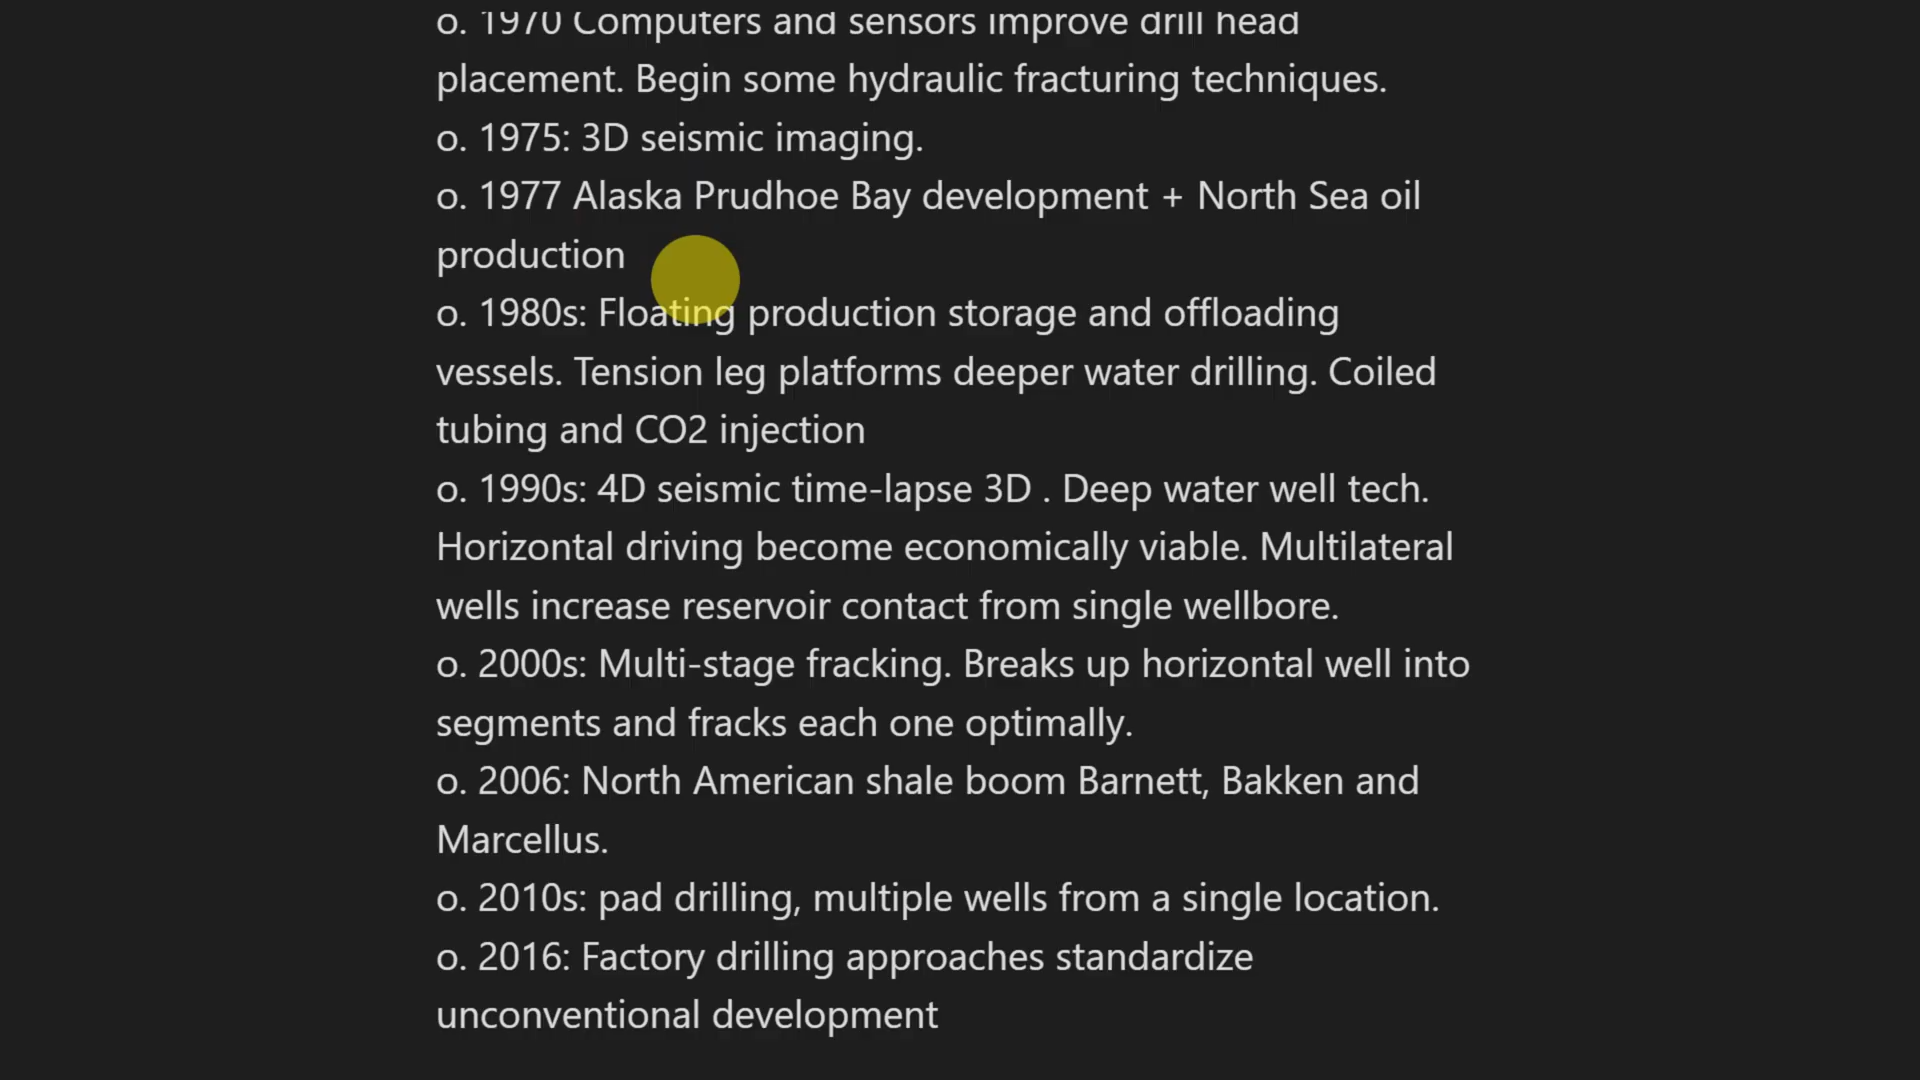 o. 1970 Computers and sensors improve drill head
placement. Begin some hydraulic fracturing techniques.
o. 1975: 3D seismic imaging.
o. 1977 Alaska Prudhoe Bay development + North Sea oil
production
o. 1980s: Floating production storage and offloading
vessels. Tension leg platforms deeper water drilling. Coiled
tubing and CO2 injection
o. 1990s: 4D seismic time-lapse 3D . Deep water well tech.
Horizontal driving become economically viable. Multilateral
wells increase reservoir contact from single wellbore.
o. 2000s: Multi-stage fracking. Breaks up horizontal well into
segments and fracks each one optimally.
o. 2006: North American shale boom Barnett, Bakken and
Marcellus.
o. 2010s: pad drilling, multiple wells from a single location.
o. 2016: Factory drilling approaches standardize
unconventional development